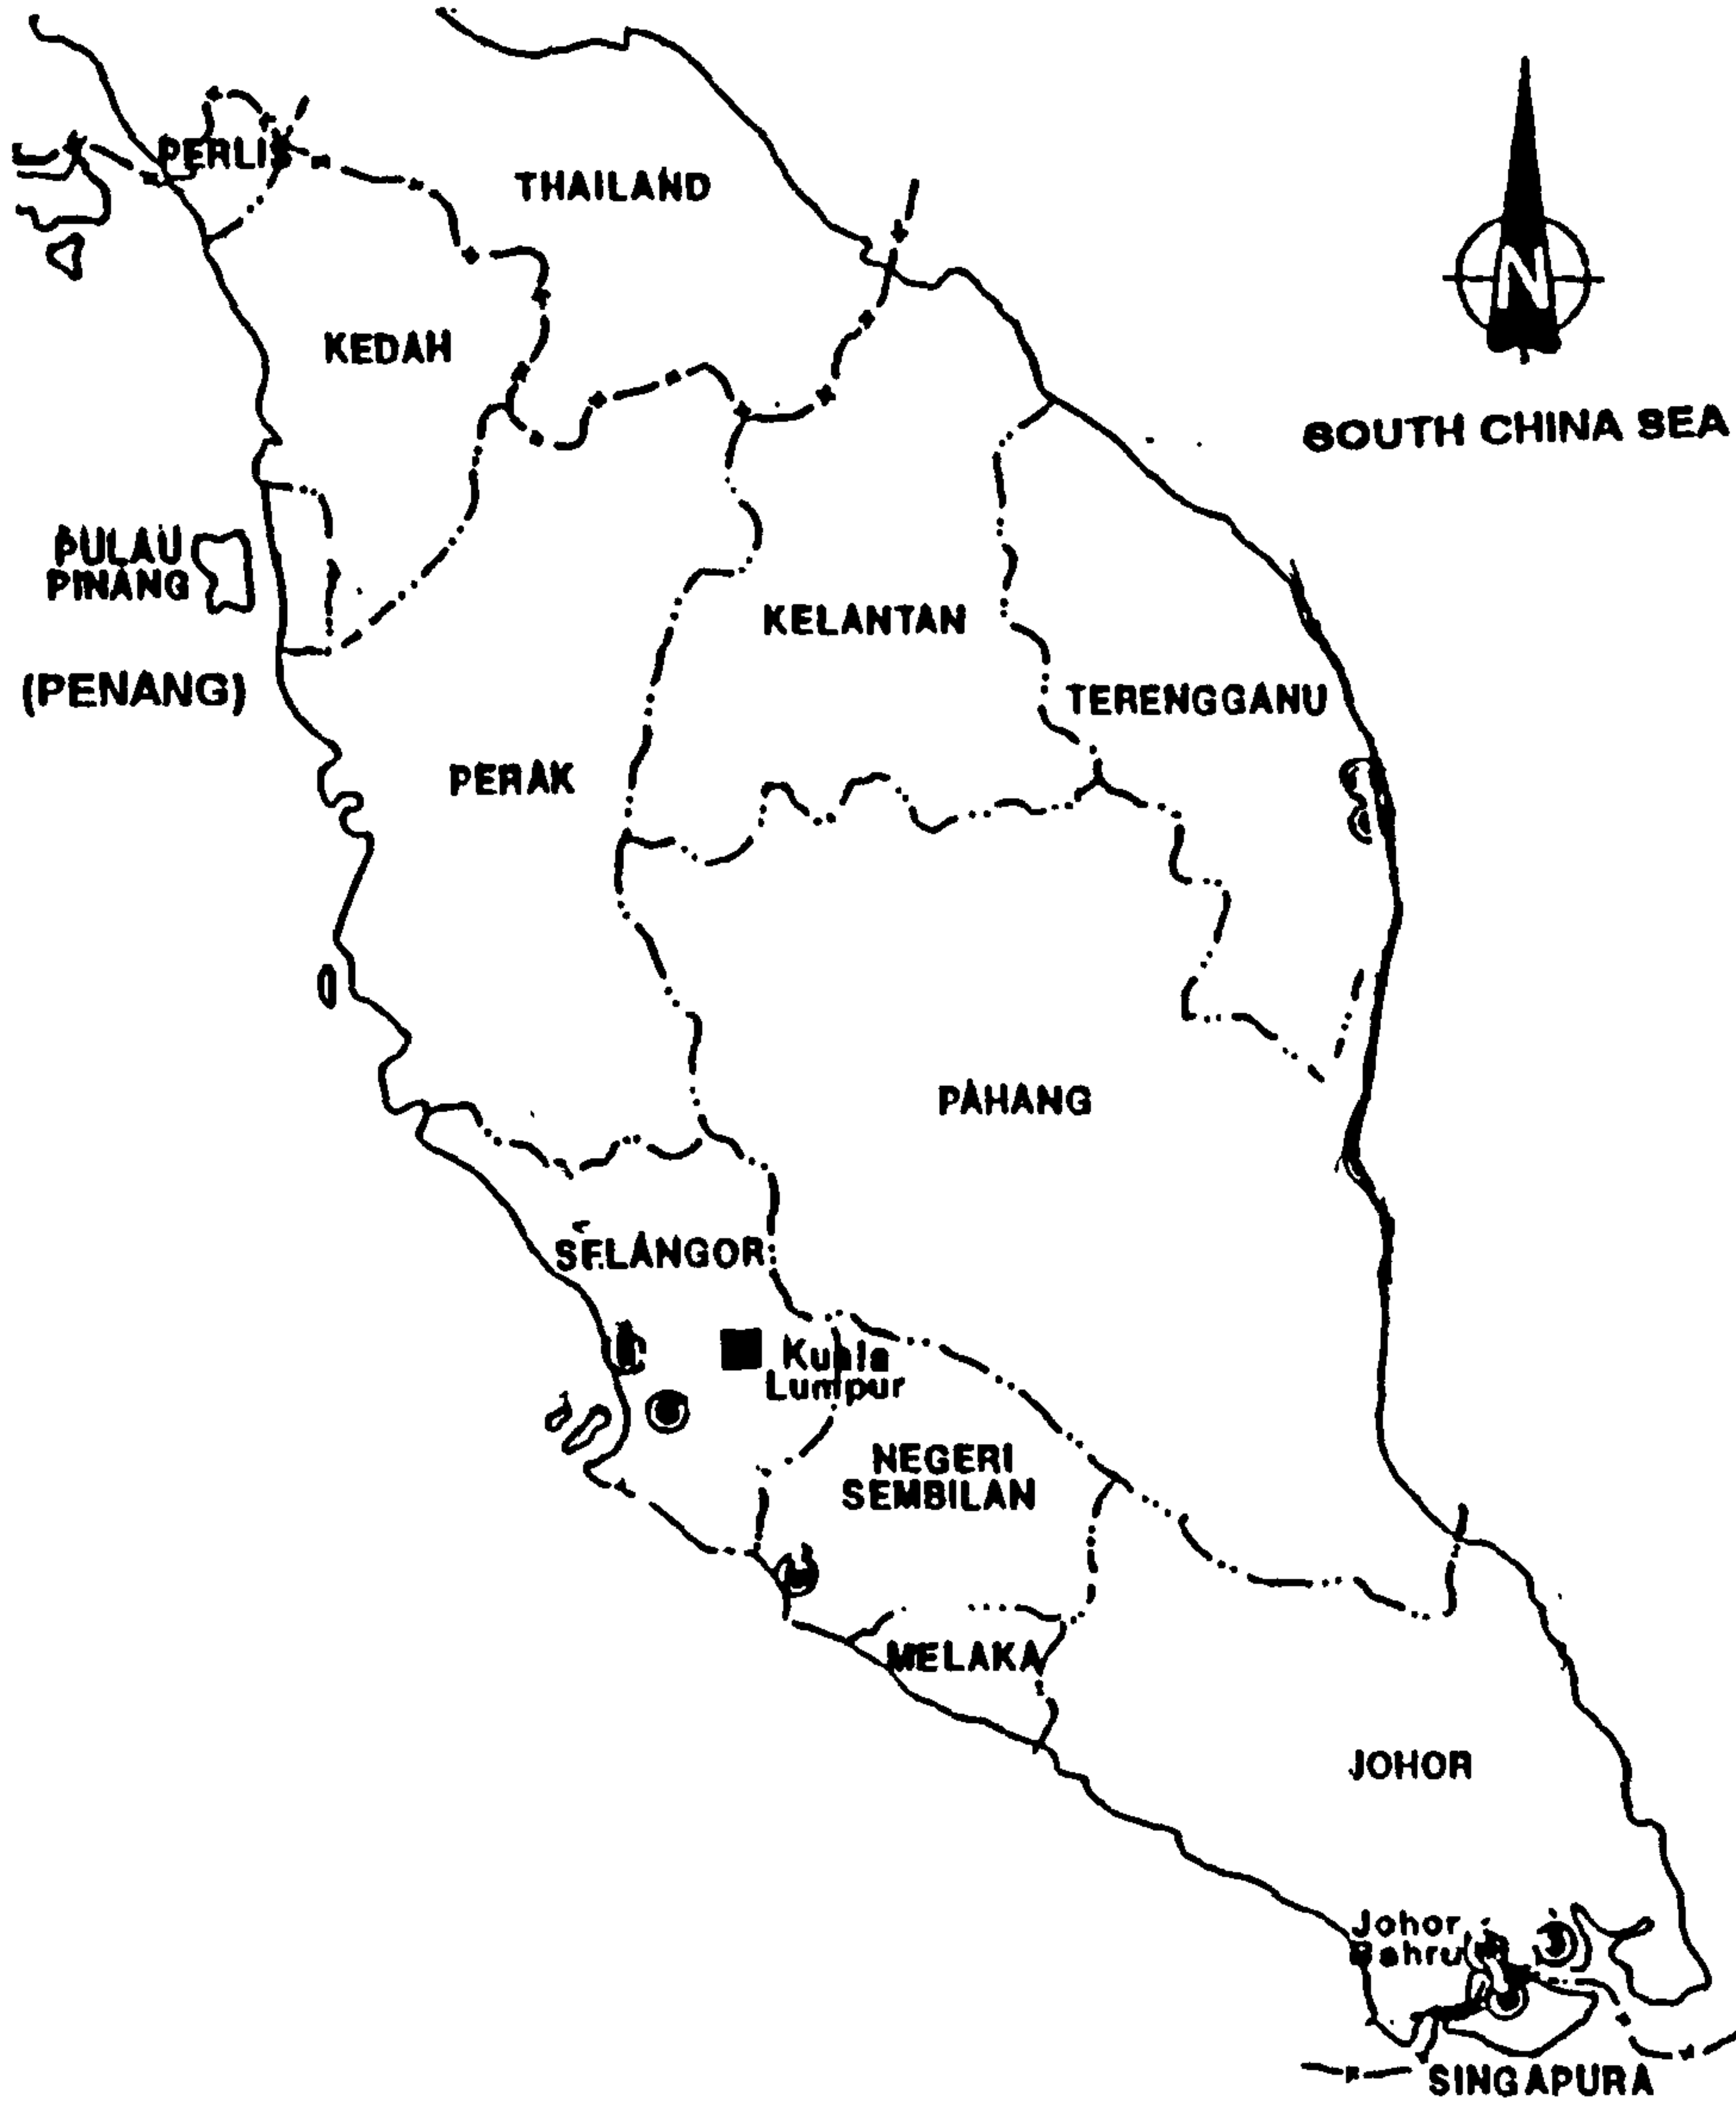 PERLIS
THAILAND
N
KEDAH
SOUTH CHINA SEA
PULAU
PINANG
(PENANG)
KELANTAN
TERENGGANU
PERAK
PAHANG
SELANGOR
Kuala
Lumpur
NEGERI
SEMBILAN
MELAKA
JOHOR
Johor
Bahru
3
SINGAPURA